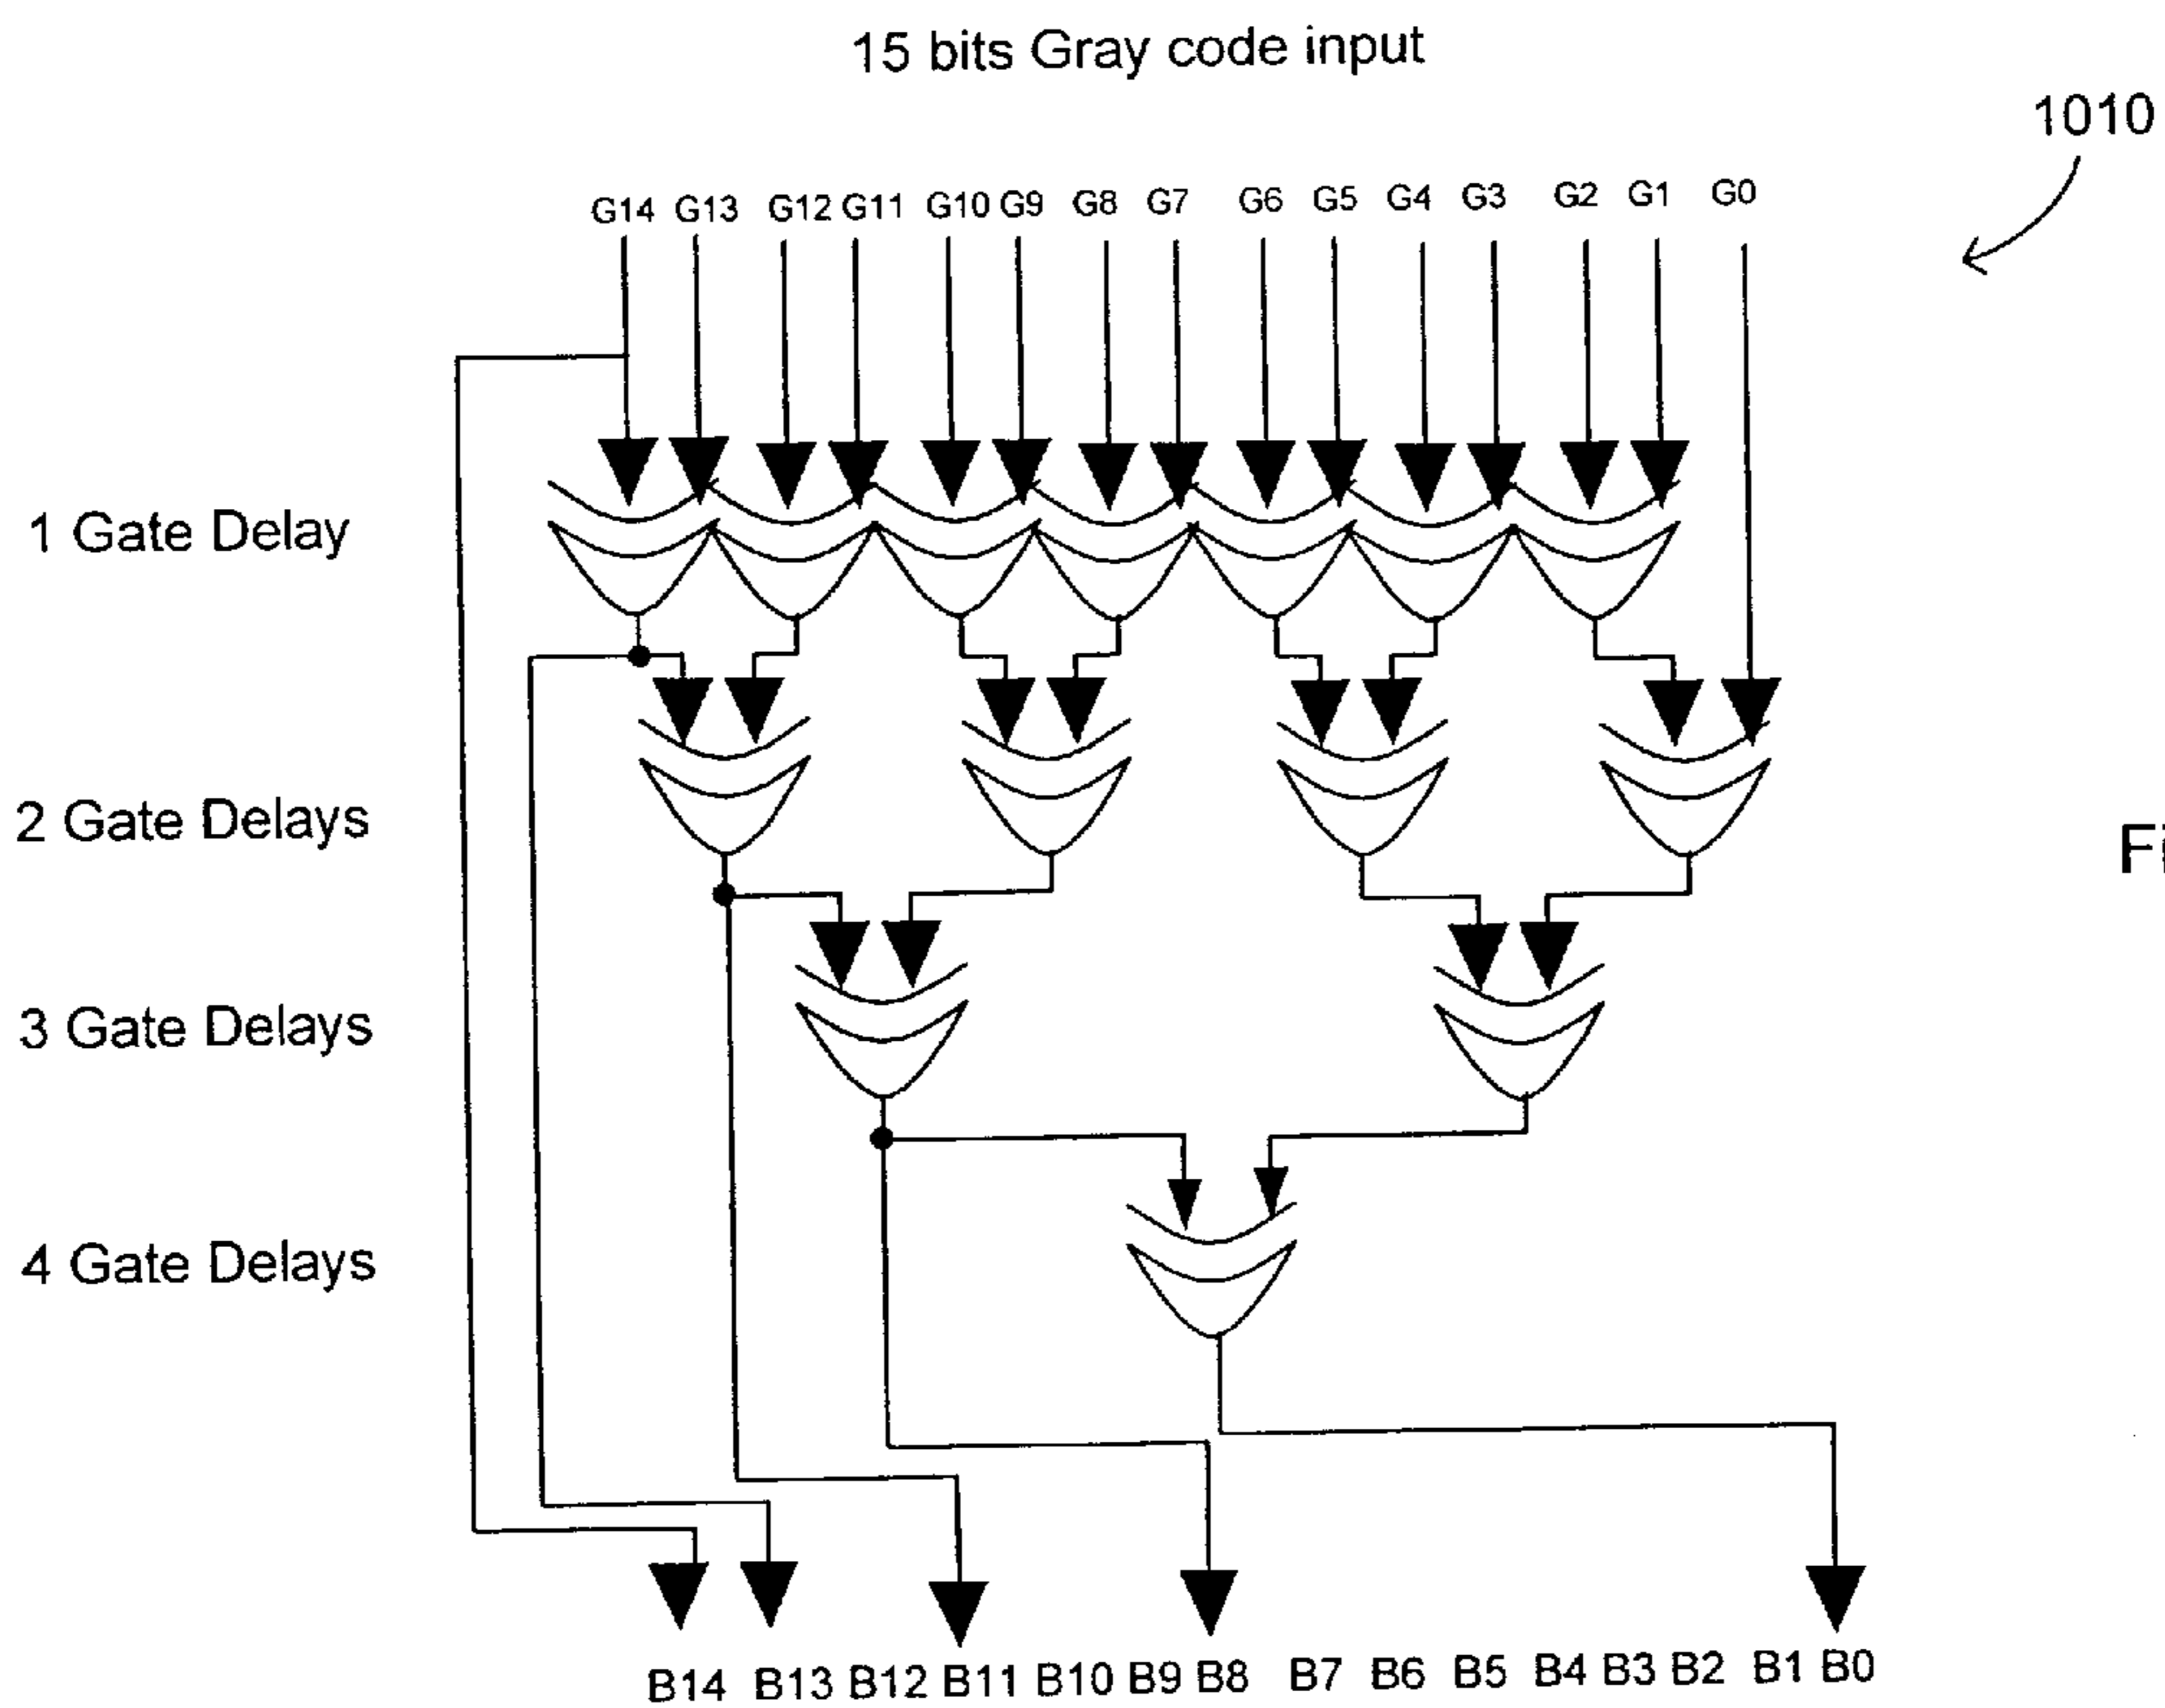 15 bits Gray code input
1010
G14 G13 G12 G11 G10 G9 G8 G7 G6 G5 G4 G3 G2 G1 G0
1 Gate Delay
2 Gate Delays
Fi
3 Gate Delays
4 Gate Delays
B14 B13 B12 B11 B10 B9 B8 B7 B6 B5 B4 B3 B2 B1 B0